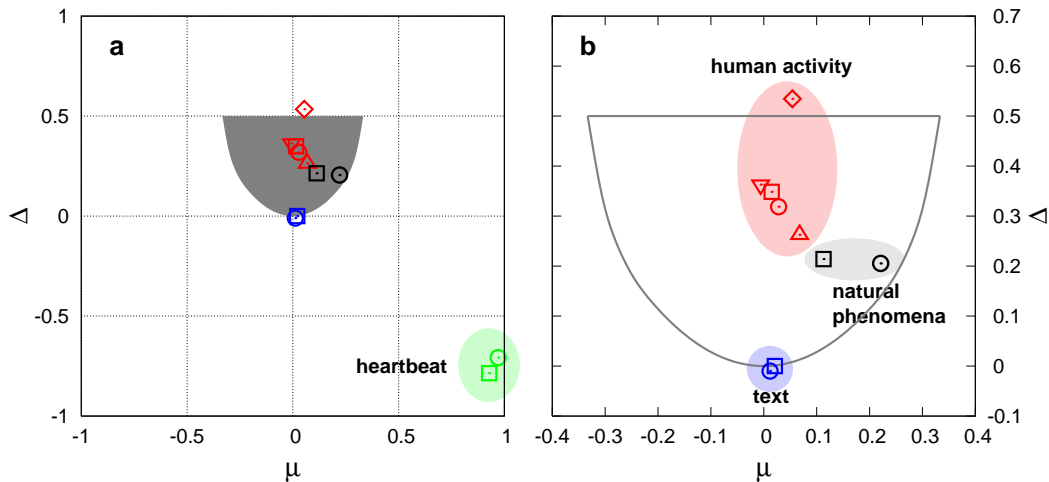 a
1
0.5
0
-0.5
-1
Δ
-1
-0.5
0
0.5
1
μ
heartbeat
b
human activity
natural
phenomena
text
0.7
0.6
0.5
0.4
0.3
0.2
0.1
0
-0.1
Δ
-0.4
-0.3
-0.2
-0.1
0
0.1
0.2
0.3
0.4
μ